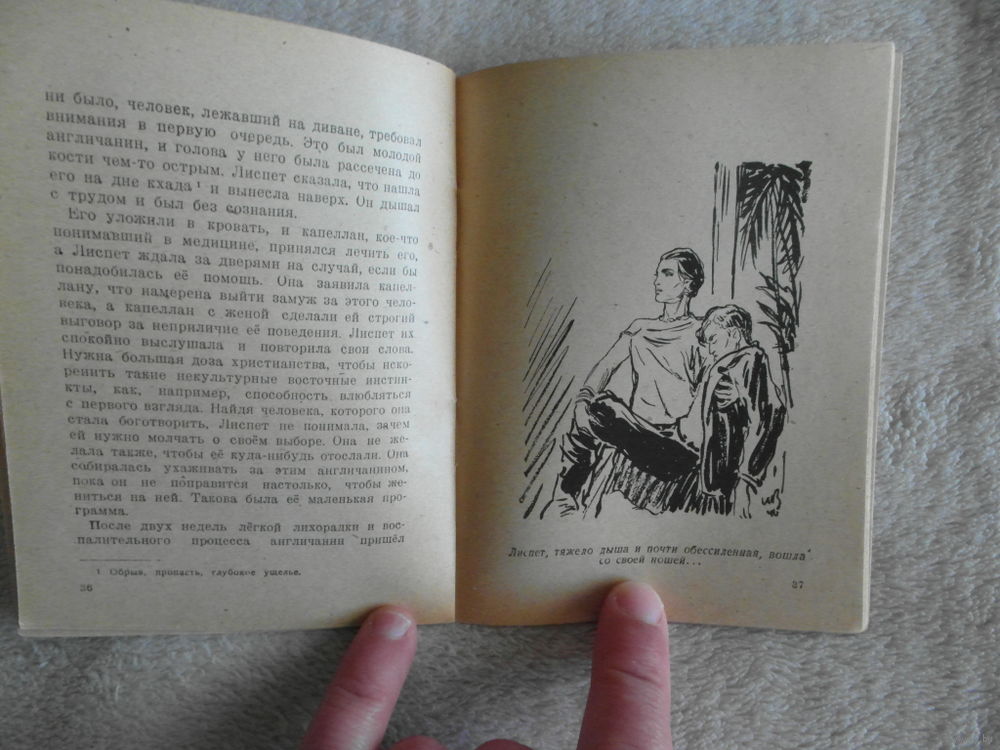 ни было, человек, лежавший на диване, требовал
внимания в первую очередь. Это был молодой
англичанин, и голова у него была рассечена до
кости чем-то острым. Лиспет сказала, что нашла
его на дне кхада¹ и вынесла наверх. Он дышал
с трудом и был без сознания.
Его уложили в кровать, и капеллан, кое-что
понимавший в медицине, принялся лечить его,
а Лиспет ждала за дверями на случай, если бы
понадобилась её помощь. Она заявила капел-
лану, что намерена выйти замуж за этого чело-
века, а капеллан с женой сделали ей строгий
выговор за неприличие её поведения. Лиспет их
спокойно выслушала и повторила свои слова.
Нужна большая доза христианства, чтобы иско-
ренить такие некультурные восточные инстин-
кты, как, например, способность влюбляться
с первого взгляда. Найдя человека, которого она
стала боготворить, Лиспет не понимала, зачем
ей нужно молчать о своём выборе. Она не же-
лала также, чтобы её куда-нибудь отослали. Она
собиралась ухаживать за этим англичанином,
пока он не поправится настолько, чтобы же-
ниться на ней. Такова была её маленькая про-
грамма.
После двух недель лёгкой лихорадки и вос-
палительного процесса англичанин пришёл
1 Обрыв, пропасть, глубокое ущелье.
36
Лиспет, тяжело дыша и почти обессиленная, вошла
со своей ношей...
37